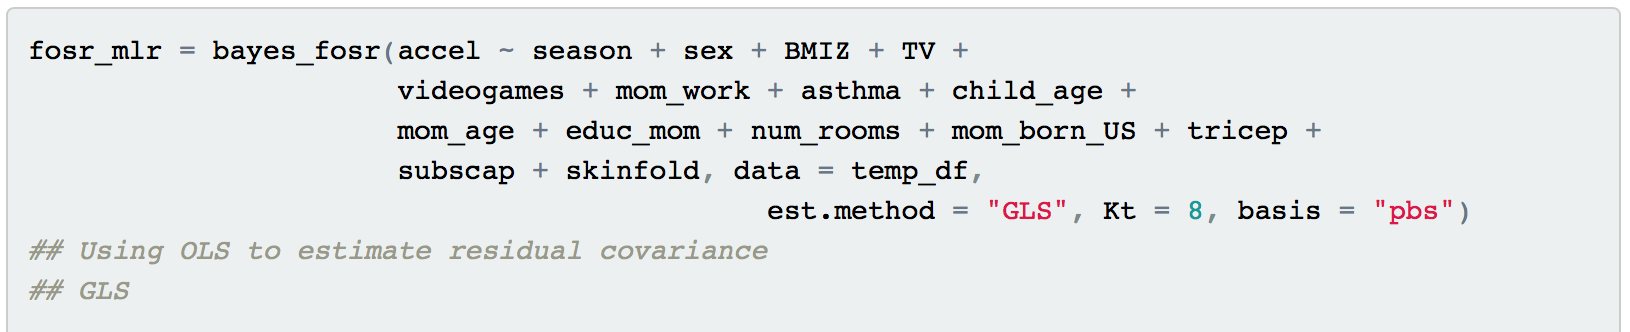 fosr_mlr = bayes_fosr(accel ~ season + sex + BMIZ + TV +
videogames + mom_work + asthma + child_age +
mom_age + educ_mom + num_rooms + mom_born_US + tricep +
subscap + skinfold, data = temp_df,
est.method = "GLS", Kt = 8, basis = "pbs")
## Using OLS to estimate residual covariance
## GLS